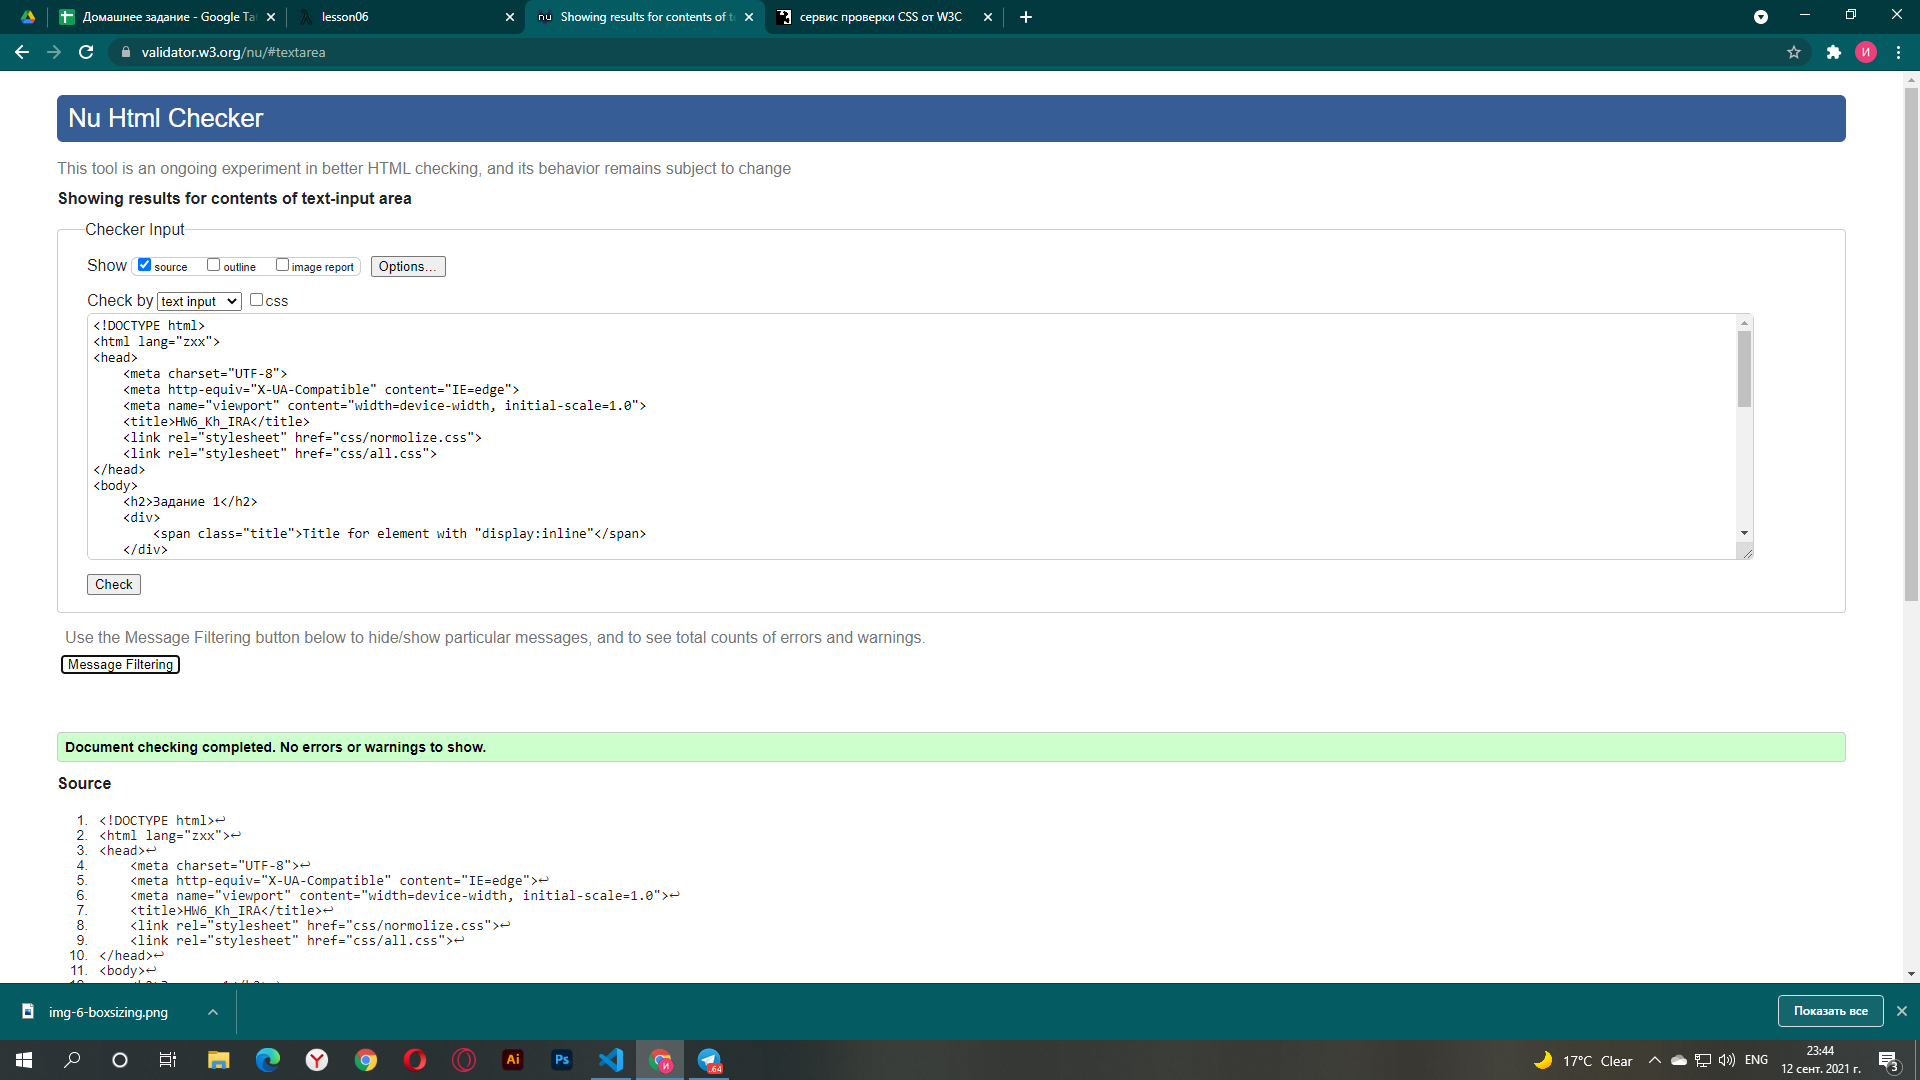 Домашнее задание - Google Таб
lesson06
Showing results for contents of te
сервис проверки CSS от W3C
validator.w3.org/nu/#textarea
И
Nu Html Checker
This tool is an ongoing experiment in better HTML checking, and its behavior remains subject to change
Showing results for contents of text-input area
Checker Input
Show source outline image report Options...
Check by text input css
<!DOCTYPE html>
<html lang="zxx">
<head>
<meta charset="UTF-8">
<meta http-equiv="X-UA-Compatible" content="IE=edge">
<meta name="viewport" content="width=device-width, initial-scale=1.0">
<title>HW6_Kh_IRA</title>
<link rel="stylesheet" href="css/normolize.css">
<link rel="stylesheet" href="css/all.css">
</head>
<body>
<h2>Задание 1</h2>
<div>
<span class="title">Title for element with "display:inline"</span>
</div>
Check
Use the Message Filtering button below to hide/show particular messages, and to see total counts of errors and warnings.
Message Filtering
Document checking completed. No errors or warnings to show.
Source
1. <!DOCTYPE html>↩
2. <html lang="zxx">↩
3. <head>↩
4. <meta charset="UTF-8">↩
5. <meta http-equiv="X-UA-Compatible" content="IE=edge">↩
6. <meta name="viewport" content="width=device-width, initial-scale=1.0">↩
7. <title>HW6_Kh_IRA</title>↩
8. <link rel="stylesheet" href="css/normolize.css">↩
9. <link rel="stylesheet" href="css/all.css">↩
10. </head>↩
11. <body>↩
img-6-boxsizing.png
Показать все
Ai
Ps
И
.64
17°C Clear
ENG
23:44
12 сент. 2021 г.
3